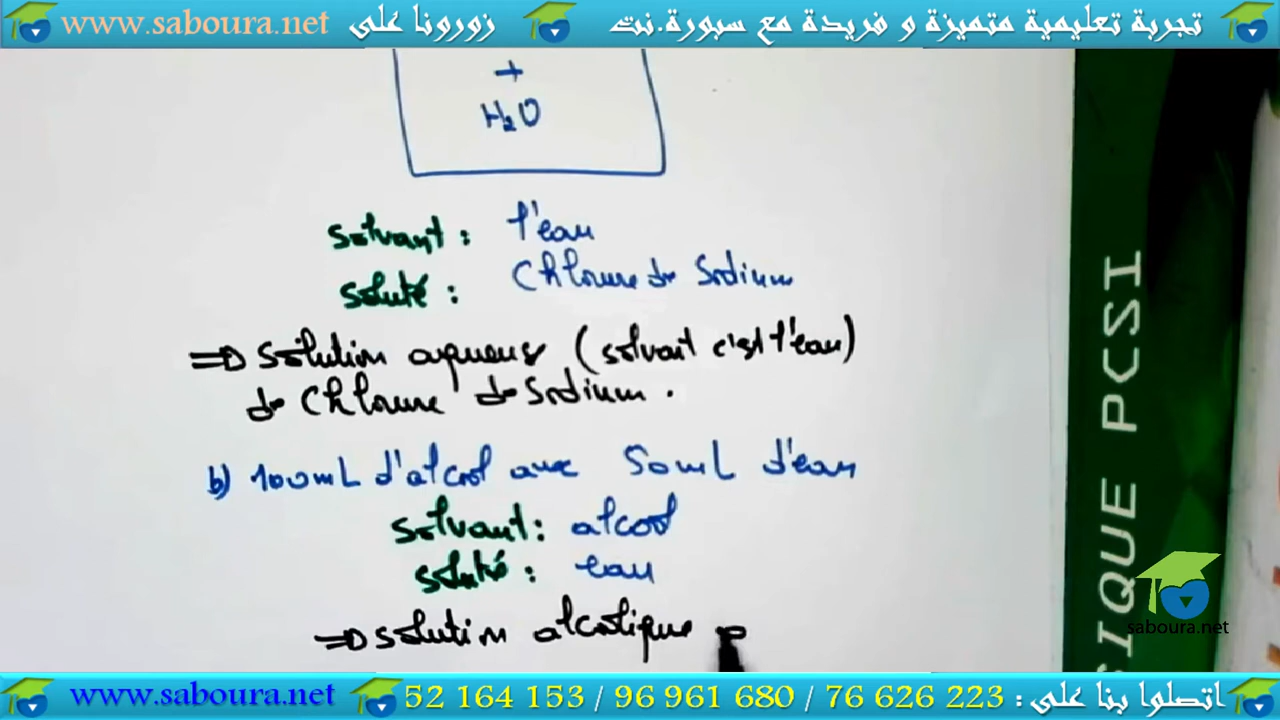 تجربة تعليمية متميزة و فريدة مع سبورة.نت زورونا على www.saboura.net
+
H₂O
solvant : l'eau
soluté : Chlorure de Sodium
=> solution aqueuse (solvant c'est l'eau)
de Chlorure de Sodium.
b) 100mL d'alcool avec 50mL d'eau
solvant : alcool
soluté : eau
=> solution alcoolique
SIQUE PCSI
saboura.net
www.saboura.net 52 164 153 / 96 961 680 / 76 626 223 : اتصلوا بنا على